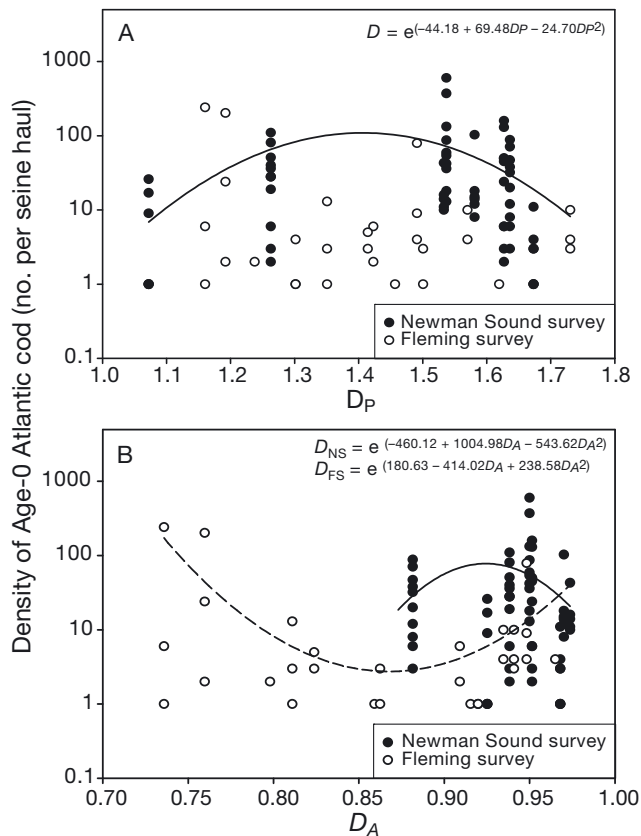 Density of Age-0 Atlantic cod (no. per seine haul)
A
D = e(−44.18 + 69.48DP − 24.70DP2)
1000
100
10
1
0.1
Newman Sound survey
Fleming survey
1.0 1.1 1.2 1.3 1.4 1.5 1.6 1.7 1.8
DP
B
DNS = e (−460.12 + 1004.98DA − 543.62DA2)
DFS = e (180.63 − 414.02DA + 238.58DA2)
1000
100
10
1
0.1
Newman Sound survey
Fleming survey
0.70 0.75 0.80 0.85 0.90 0.95 1.00
DA